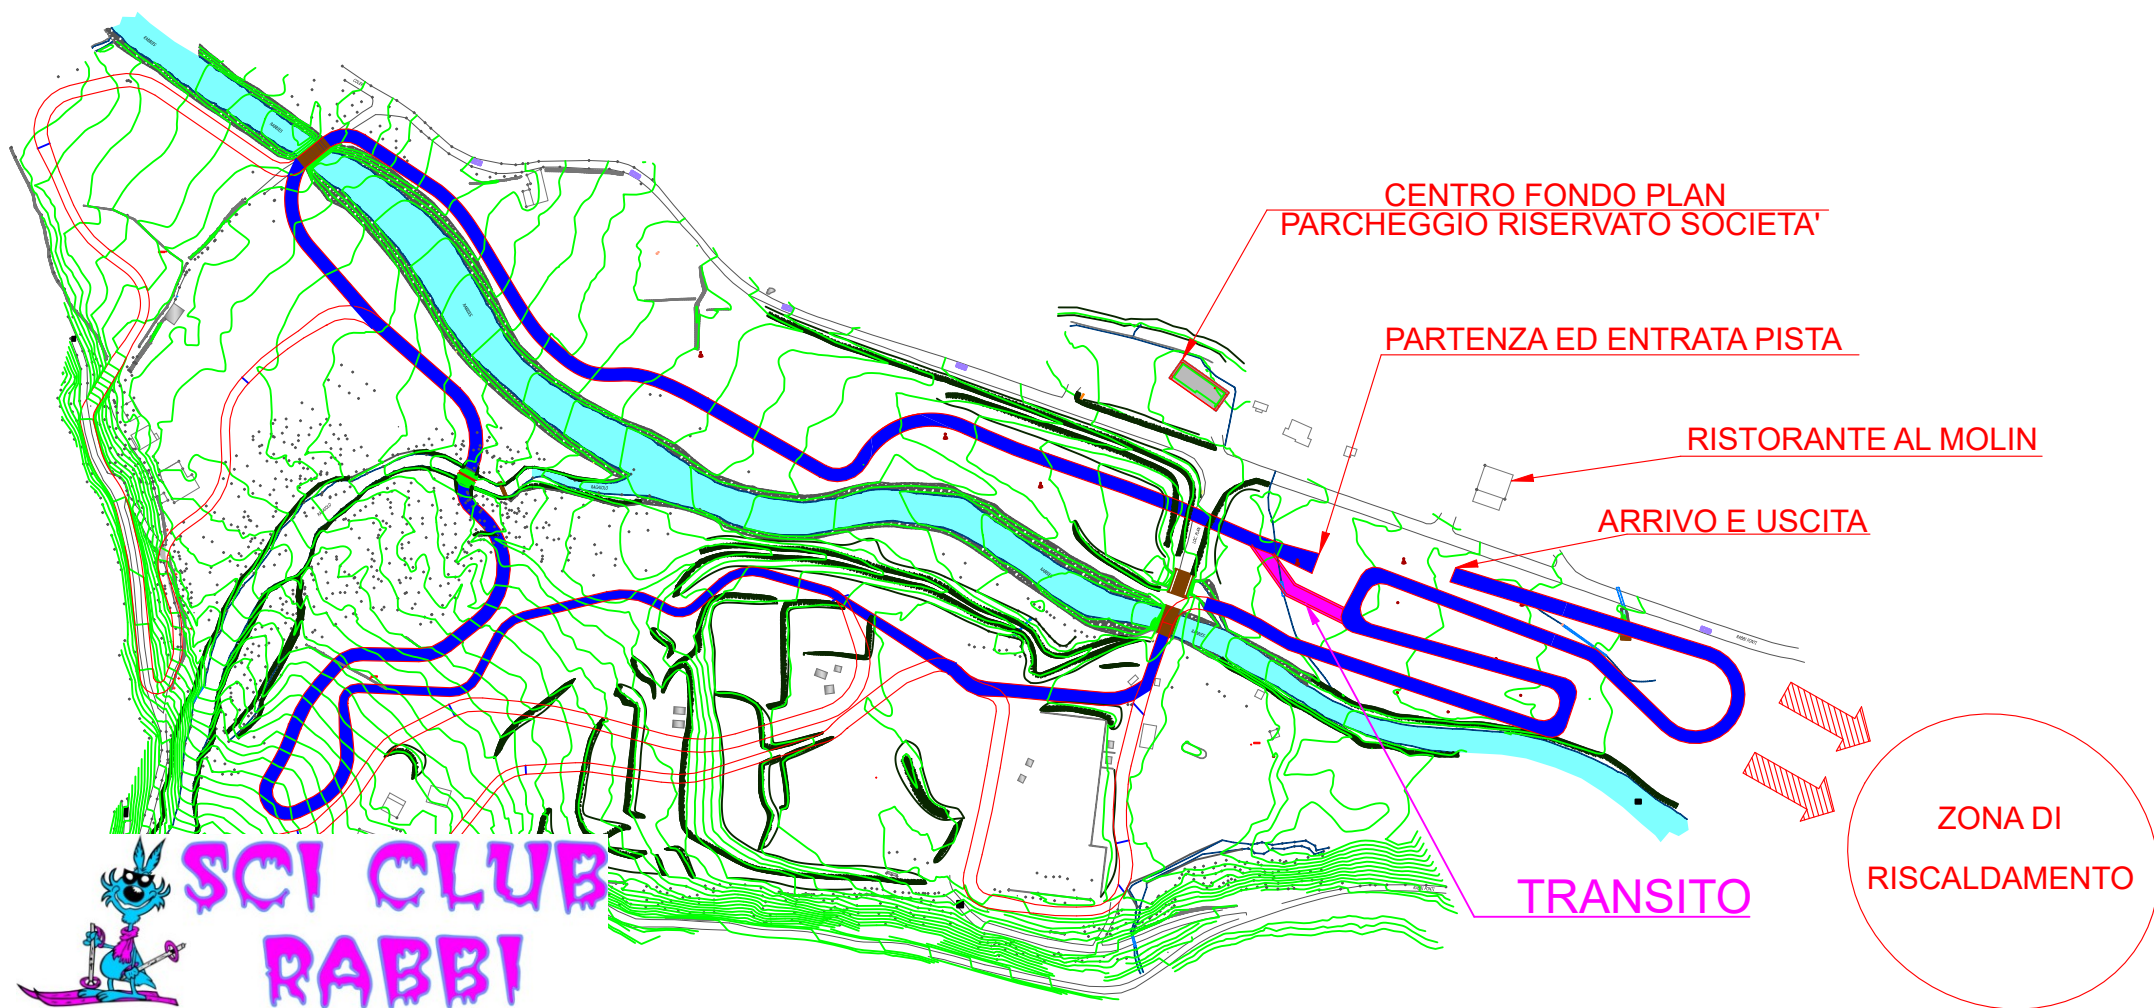 CENTRO FONDO PLAN
PARCHEGGIO RISERVATO SOCIETA'
PARTENZA ED ENTRATA PISTA
RISTORANTE AL MOLIN
ARRIVO E USCITA
ZONA DI
RISCALDAMENTO
TRANSITO
SCI CLUB
RABBI